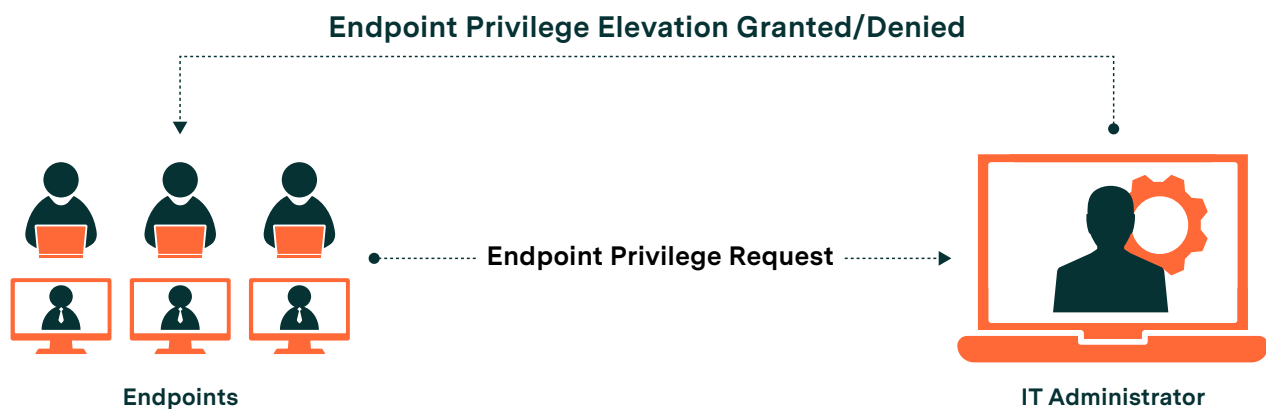 Endpoint Privilege Elevation Granted/Denied
Endpoint Privilege Request
Endpoints
IT Administrator